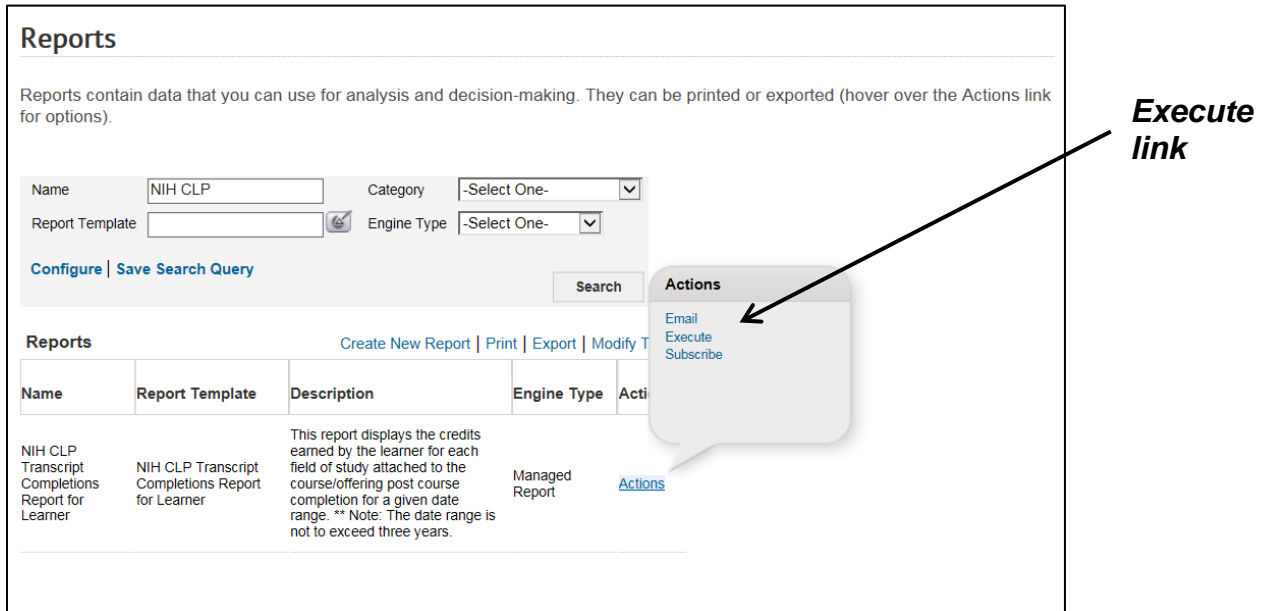 Reports
Reports contain data that you can use for analysis and decision-making. They can be printed or exported (hover over the Actions link
for options).
Execute
link
Name NIH CLP Category -Select One-
Report Template Engine Type -Select One-
Configure | Save Search Query
Search
Actions
Email
Execute
Subscribe
Reports Create New Report | Print | Export | Modify T
Name Report Template Description Engine Type Acti
NIH CLP
Transcript
Completions
Report for
Learner
NIH CLP Transcript
Completions Report
for Learner
This report displays the credits
earned by the learner for each
field of study attached to the
course/offering post course
completion for a given date
range. ** Note: The date range is
not to exceed three years.
Managed
Report
Actions